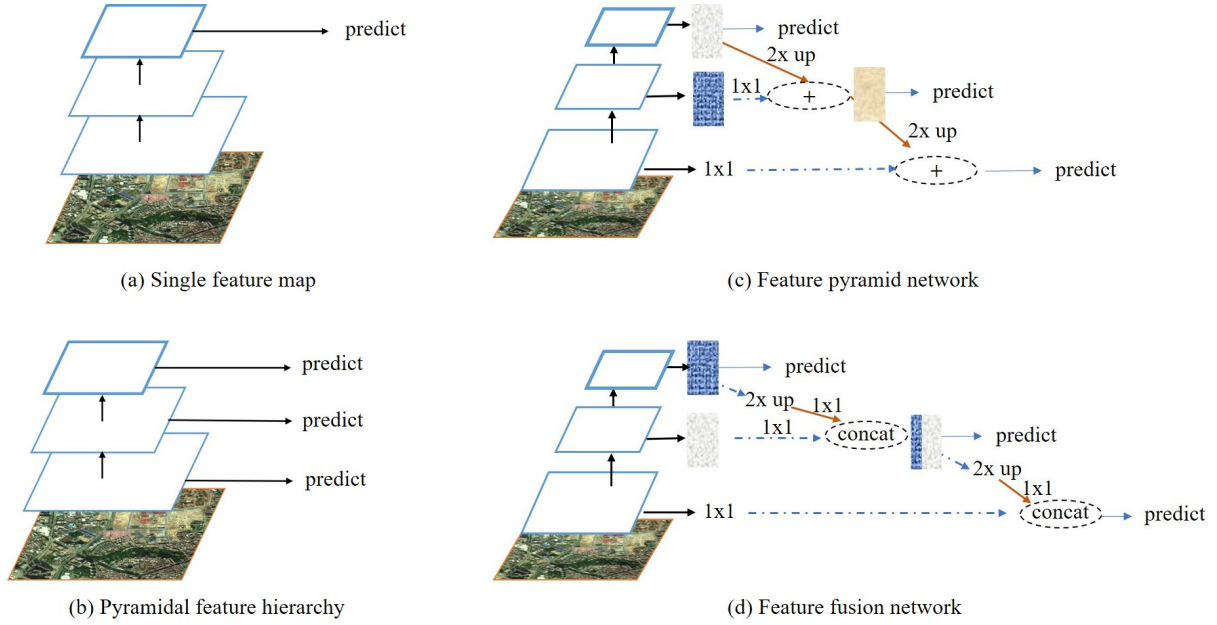 predict
(a) Single feature map
predict
predict
predict
(b) Pyramidal feature hierarchy
predict
2x up
1x1
+
predict
2x up
1x1
+
predict
(c) Feature pyramid network
predict
2x up
1x1
1x1
concat
predict
2x up
1x1
1x1
concat
predict
(d) Feature fusion network